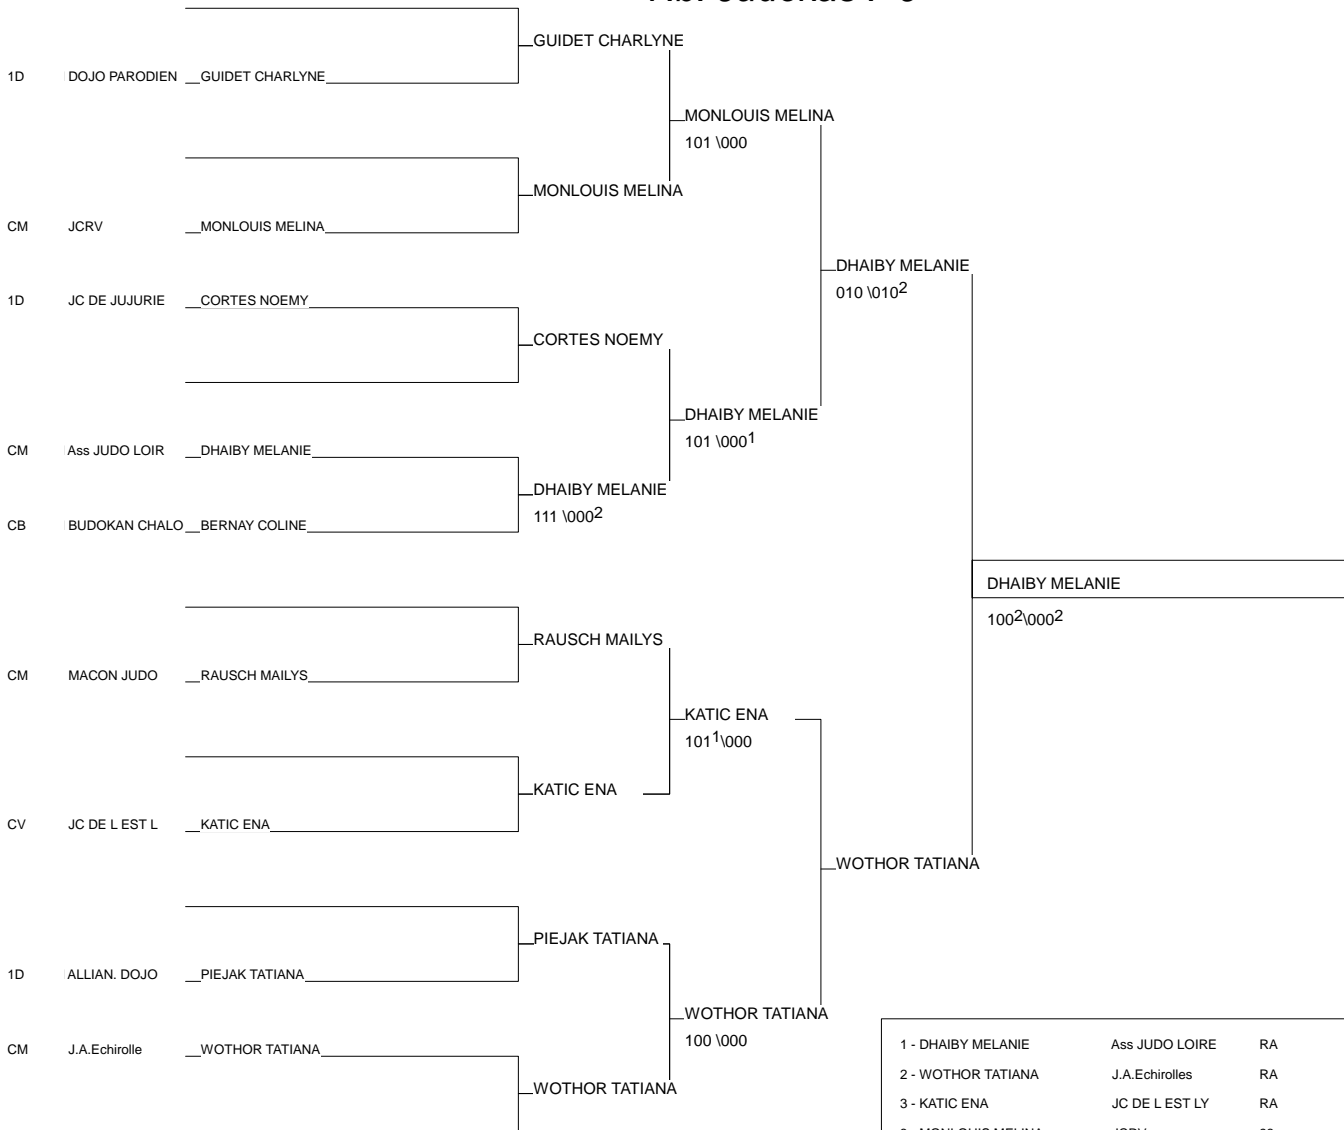 GUIDET CHARLYNE
1D DOJO PARODIEN GUIDET CHARLYNE
MONLOUIS MELINA
101 \000
MONLOUIS MELINA
CM JCRV MONLOUIS MELINA
DHAIBY MELANIE
010 \010²
1D JC DE JUJURIE CORTES NOEMY
CORTES NOEMY
DHAIBY MELANIE
101 \000¹
CM Ass JUDO LOIR DHAIBY MELANIE
DHAIBY MELANIE
111 \000²
CB BUDOKAN CHALO BERNAY COLINE
DHAIBY MELANIE
100²\000²
RAUSCH MAILYS
CM MACON JUDO RAUSCH MAILYS
KATIC ENA
101¹\000
KATIC ENA
CV JC DE L EST L KATIC ENA
WOTHOR TATIANA
PIEJAK TATIANA
1D ALLIAN. DOJO PIEJAK TATIANA
WOTHOR TATIANA
100 \000
CM J.A.Echirolle WOTHOR TATIANA
WOTHOR TATIANA
1 - DHAIBY MELANIE Ass JUDO LOIRE RA
2 - WOTHOR TATIANA J.A.Echirolles RA
3 - KATIC ENA JC DE L EST LY RA